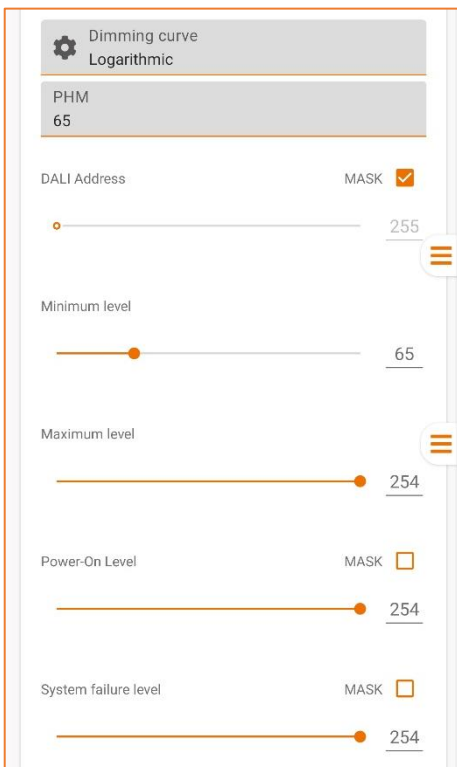 Dimming curve
Logarithmic
PHM
65
DALI Address MASK
255
Minimum level
65
Maximum level
254
Power-On Level MASK
254
System failure level MASK
254